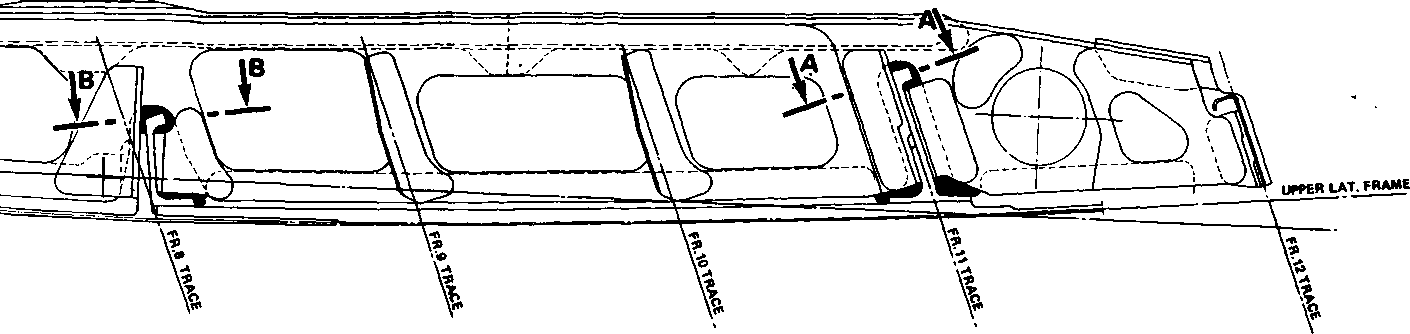 A
B
B
A
UPPER LAT. FRAME
FR.8 TRACE
FR.9 TRACE
FR.10 TRACE
FR.11 TRACE
FR.12 TRACE